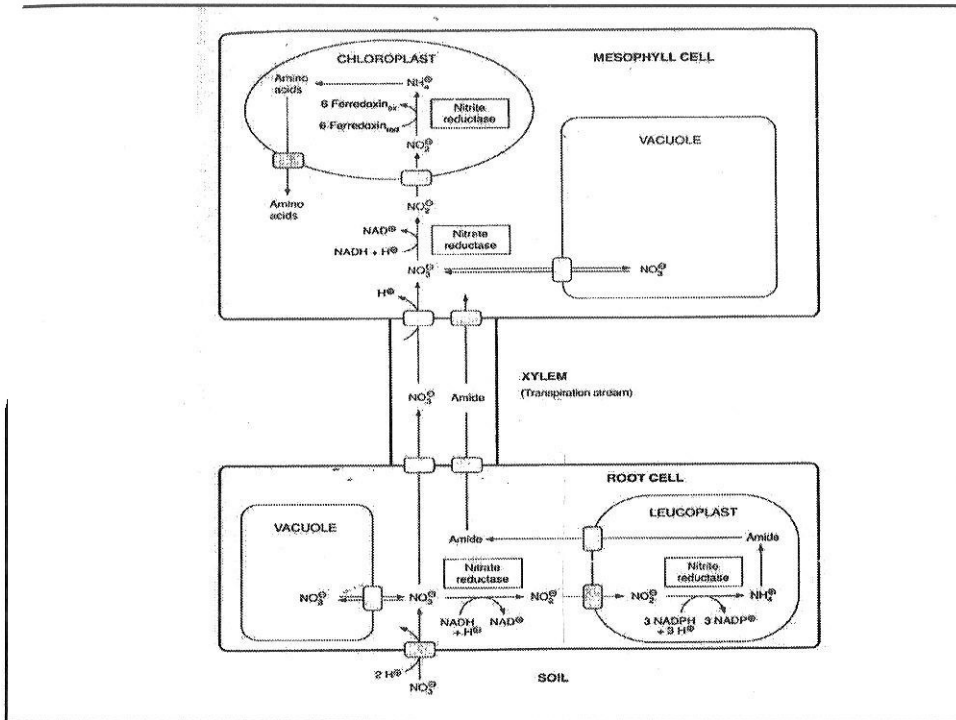 CHLOROPLAST
MESOPHYLL CELL
Amino
acids
NH₄⊕
6 Ferredoxinₒₓ
6 Ferredoxinᵣₑd
Nitrite
reductase
NO₂⊖
VACUOLE
Amino
acids
NO₂⊖
NAD⊕
NADH + H⊕
Nitrate
reductase
NO₃⊖
NO₃⊖
H⊕
XYLEM
(Transpiration stream)
NO₃⊖
Amide
ROOT CELL
LEUCOPLAST
VACUOLE
Amide
Amide
Nitrate
reductase
Nitrite
reductase
NO₃⊖
NO₃⊖
NO₂⊖
NO₂⊖
NH₄⊕
NADH
+ H⊕
NAD⊕
3 NADPH
+ 3 H⊕
3 NADP⊕
2 H⊕
SOIL
NO₃⊖